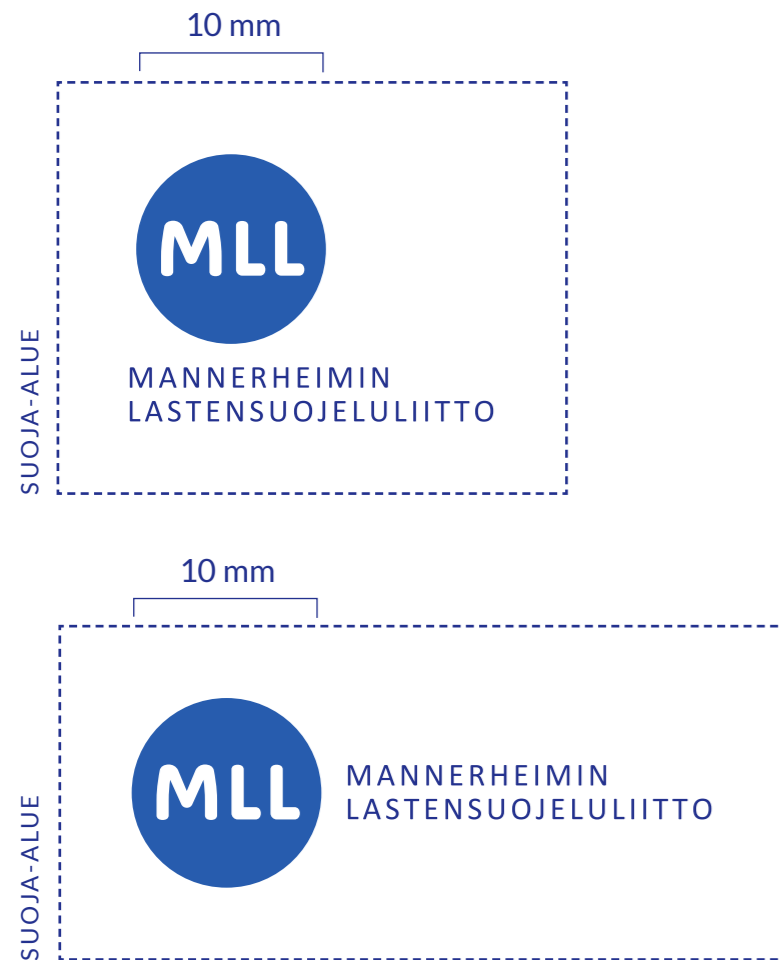 10 mm
MLL
MANNERHEIMIN
LASTENSUOJELULIITTO
SUOJA-ALUE
10 mm
MLL
MANNERHEIMIN
LASTENSUOJELULIITTO
SUOJA-ALUE